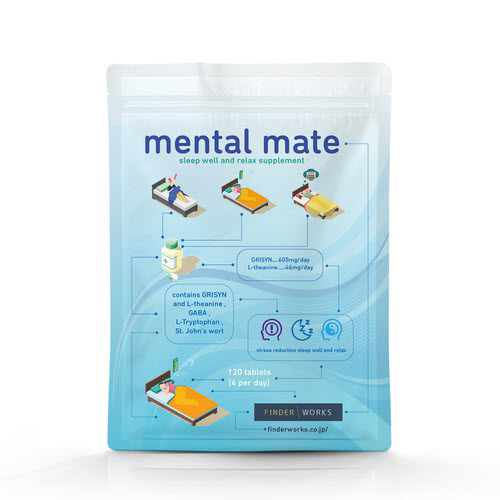 mental mate
sleep well and relax supplement
GRISYN....600mg/day
L-theanine....46mg/day
contains GRISYN
and L-theanine ,
GABA ,
L-Tryptophan ,
St. John's wort
stress reduction sleep well and relax
120 tablets
(4 per day)
FINDER WORKS
finderworks.co.jp/